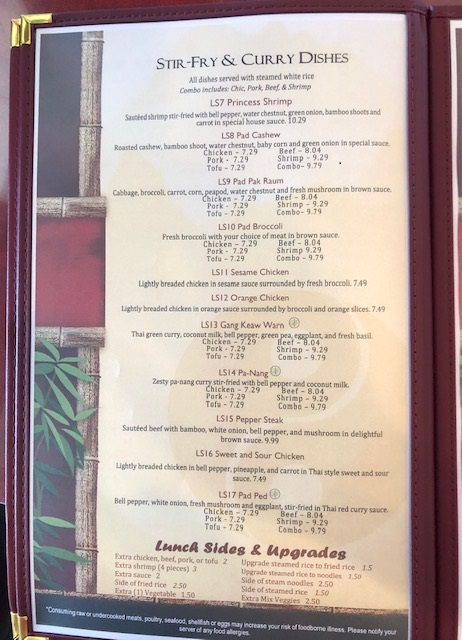 STIR-FRY & CURRY DISHES
All dishes served with steamed white rice
Combo includes: Chic, Pork, Beef, & Shrimp
LS7 Princess Shrimp
Sautéed shrimp stir-fried with bell pepper, water chestnut, green onion, bamboo shoots and
carrot in special house sauce. 10.29
LS8 Pad Cashew
Roasted cashew, bamboo shoot, water chestnut, baby corn and green onion in special sauce.
Chicken – 7.29 Beef – 8.04
Pork - 7.29 Shrimp – 9.29
Tofu – 7.29 Combo- 9.79
LS9 Pad Pak Raum
Cabbage, broccoli, carrot, corn, peapod, water chestnut and fresh mushroom in brown sauce.
Chicken – 7.29 Beef – 8.04
Pork - 7.29 Shrimp – 9.29
Tofu – 7.29 Combo- 9.79
LS10 Pad Broccoli
Fresh broccoli with your choice of meat in brown sauce.
Chicken – 7.29 Beef – 8.04
Pork - 7.29 Shrimp 9.29
Tofu – 7.29 Combo – 9.79
LS11 Sesame Chicken
Lightly breaded chicken in sesame sauce surrounded by fresh broccoli. 7.49
LS12 Orange Chicken
Lightly breaded chicken in orange sauce surrounded by broccoli and orange slices. 7.49
LS13 Gang Keaw Warn
Thai green curry, coconut milk, bell pepper, green pea, eggplant, and fresh basil.
Chicken – 7.29 Beef – 8.04
Pork - 7.29 Shrimp – 9.29
Tofu – 7.29 Combo – 9.79
LS14 Pa-Nang
Zesty pa-nang curry stir-fried with bell pepper and coconut milk.
Chicken – 7.29 Beef – 8.04
Pork - 7.29 Shrimp – 9.29
Tofu – 7.29 Combo – 9.79
LS15 Pepper Steak
Sautéed beef with bamboo, white onion, bell pepper, and mushroom in delightful
brown sauce. 9.99
LS16 Sweet and Sour Chicken
Lightly breaded chicken in bell pepper, pineapple, and carrot in Thai style sweet and sour
sauce. 7.49
LS17 Pad Ped
Bell pepper, white onion, fresh mushroom and eggplant, stir-fried in Thai red curry sauce.
Chicken – 7.29 Beef – 8.04
Pork - 7.29 Shrimp – 9.29
Tofu – 7.29 Combo – 9.79
Lunch Sides & Upgrades
Extra chicken, beef, pork, or tofu 2 Upgrade steamed rice to fried rice 1.5
Extra shrimp (4 pieces) 3 Upgrade steamed rice to noodles 1.50
Extra sauce 2 Side of steam noodles 2.50
Side of fried rice 2.50 Side of steamed rice 1.50
Extra (1) Vegetable 1.50 Extra Mix Veggies 2.50
*Consuming raw or undercooked meats, poultry, seafood, shellfish or eggs may increase your risk of foodborne illness. Please notify your
server of any food allergies.